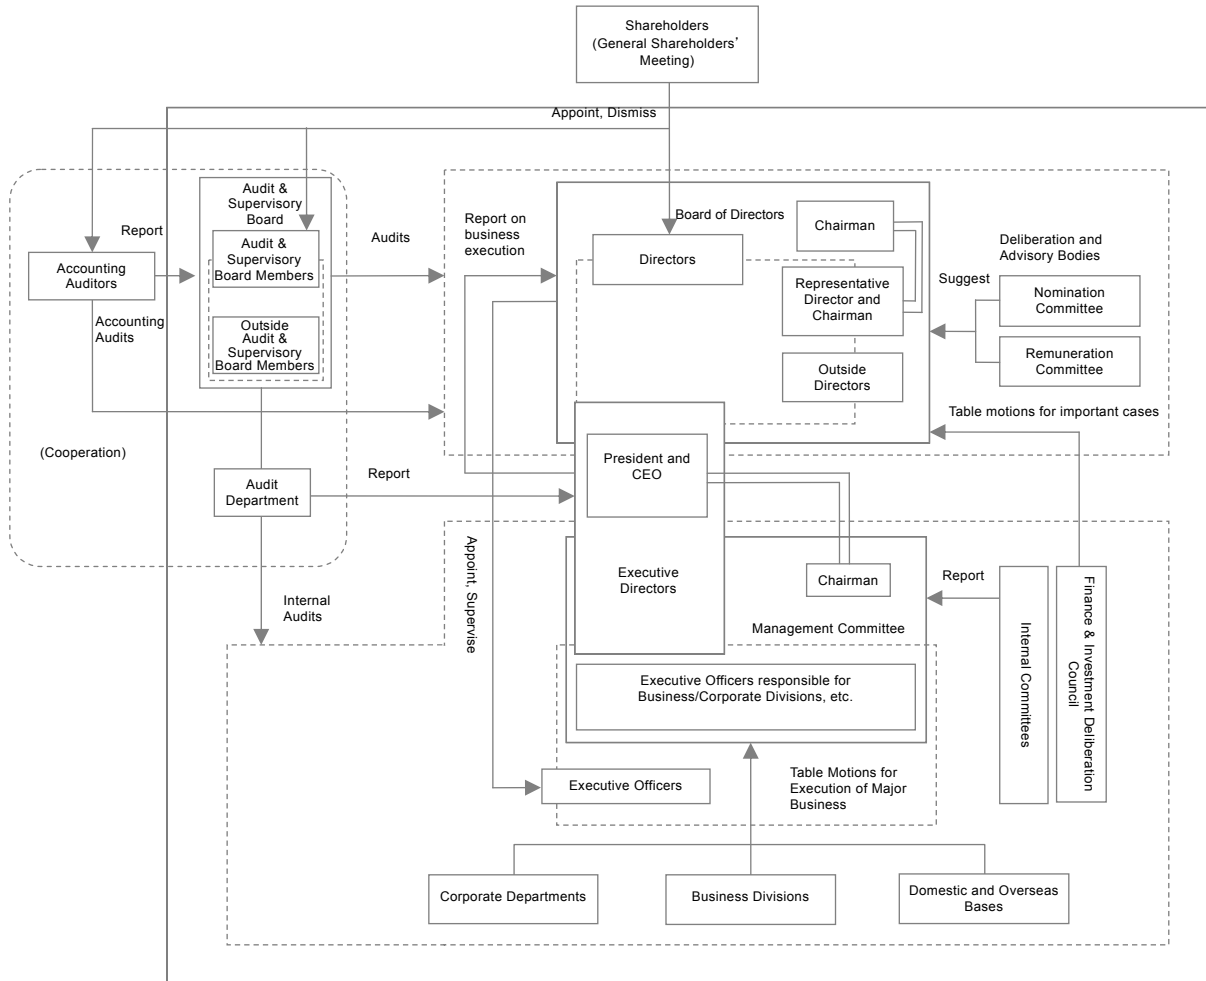 Shareholders
(General Shareholders’
Meeting)
Appoint, Dismiss
Audit &
Supervisory
Board
Audit &
Supervisory
Board Members
Outside
Audit &
Supervisory
Board Members
Report
Accounting
Auditors
Accounting
Audits
(Cooperation)
Audit
Department
Audits
Report
Internal
Audits
Report on
business
execution
Board of Directors
Directors
Chairman
Representative
Director and
Chairman
Outside
Directors
Deliberation and
Advisory Bodies
Suggest
Nomination
Committee
Remuneration
Committee
Table motions for important cases
President and
CEO
Executive
Directors
Appoint, Supervise
Chairman
Management Committee
Report
Internal Committees
Finance & Investment Deliberation
Council
Executive Officers responsible for
Business/Corporate Divisions, etc.
Executive Officers
Table Motions for
Execution of Major
Business
Corporate Departments
Business Divisions
Domestic and Overseas
Bases